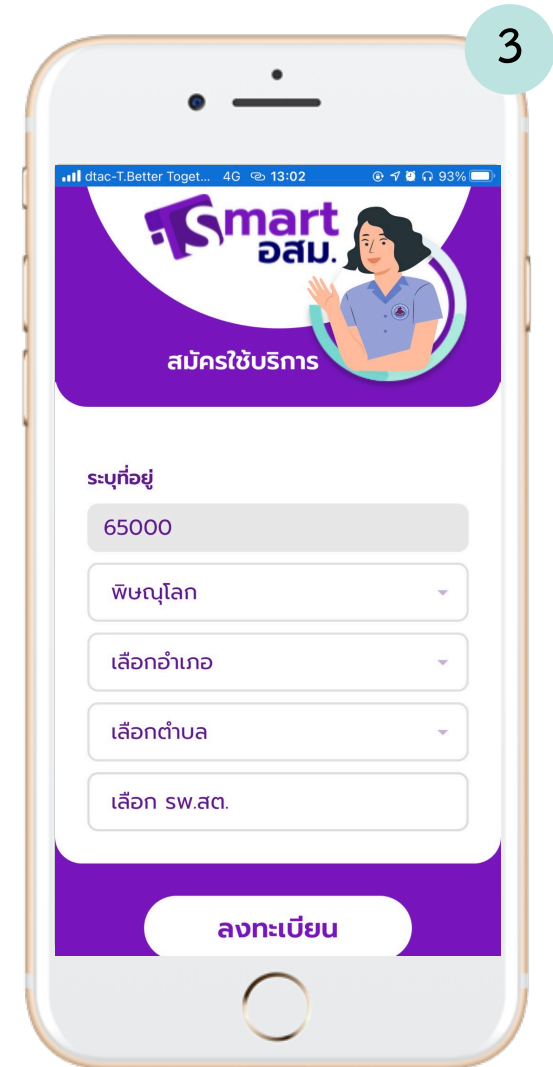 3
dtac-T.Better Toget... 4G 13:02 93%
Smart
อสม.
สมัครใช้บริการ
ระบุที่อยู่
65000
พิษณุโลก
เลือกอำเภอ
เลือกตำบล
เลือก รพ.สต.
ลงทะเบียน